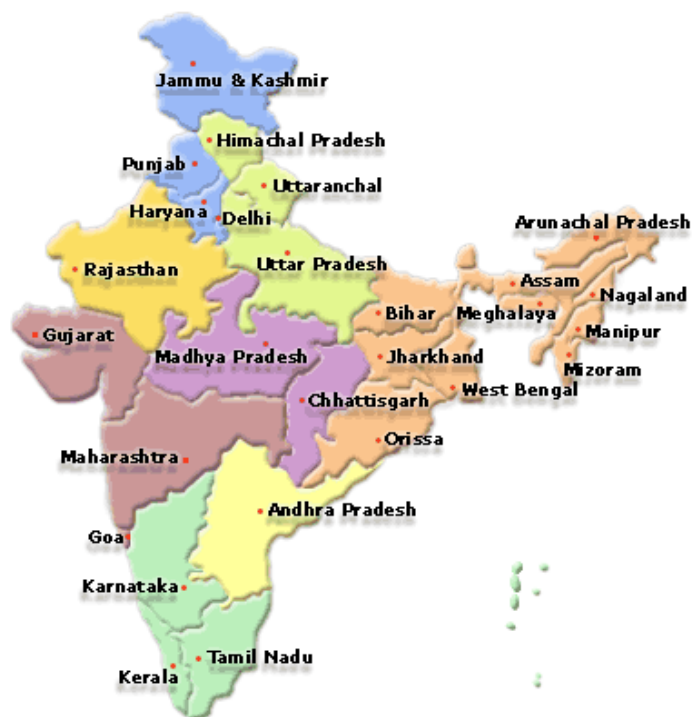 Jammu & Kashmir
Himachal Pradesh
Punjab
Uttaranchal
Haryana
Delhi
Arunachal Pradesh
Uttar Pradesh
Rajasthan
Assam
Nagaland
Bihar
Meghalaya
Gujarat
Manipur
Madhya Pradesh
Jharkhand
Mizoram
West Bengal
Chhattisgarh
Orissa
Maharashtra
Andhra Pradesh
Goa
Karnataka
Tamil Nadu
Kerala